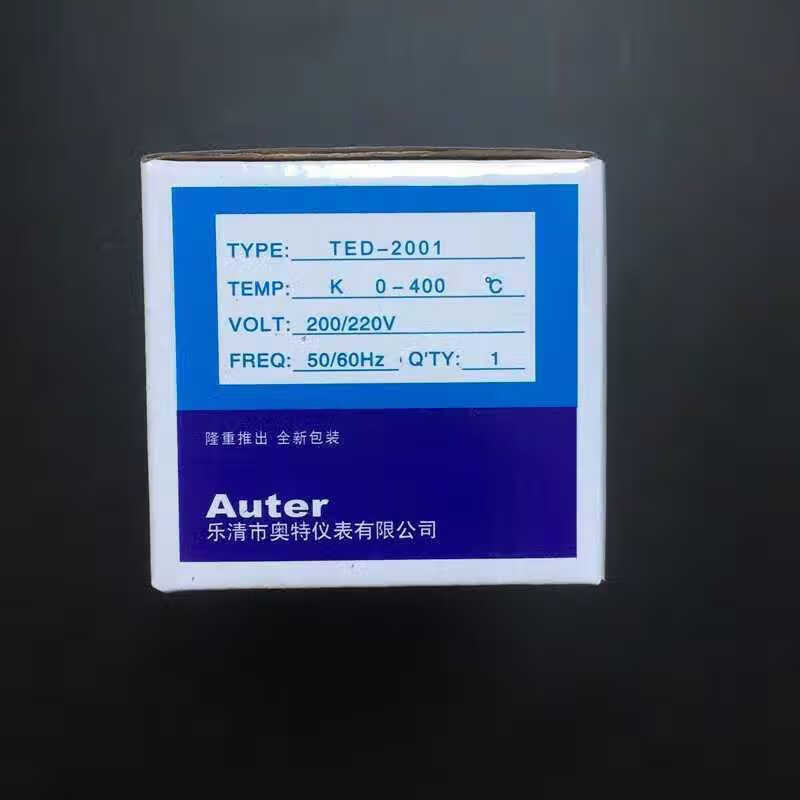 TYPE: TED-2001
TEMP: K 0-400 ℃
VOLT: 200/220V
FREQ: 50/60Hz Q'TY: 1
隆重推出 全新包装
Auter
乐清市奥特仪表有限公司